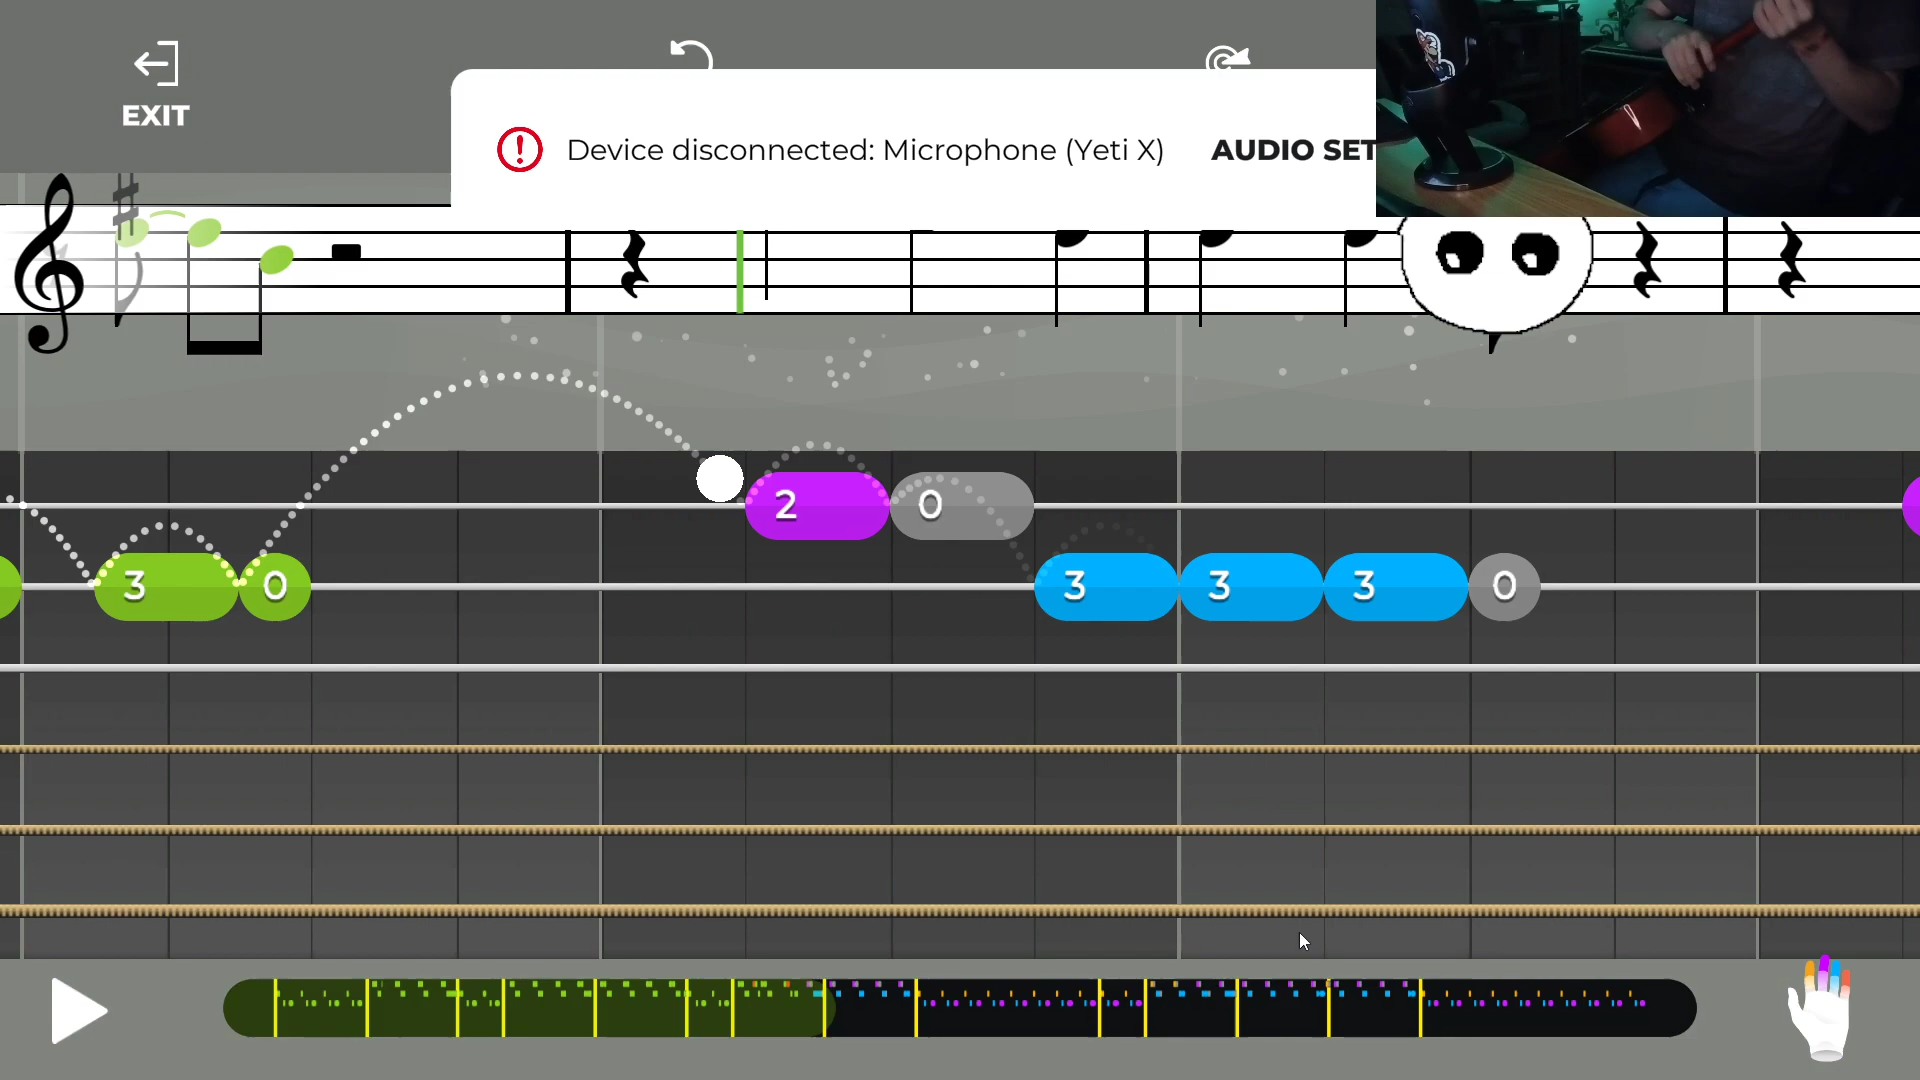 EXIT
Device disconnected: Microphone (Yeti X) AUDIO SET
2 0
3 0 3 3 3 0